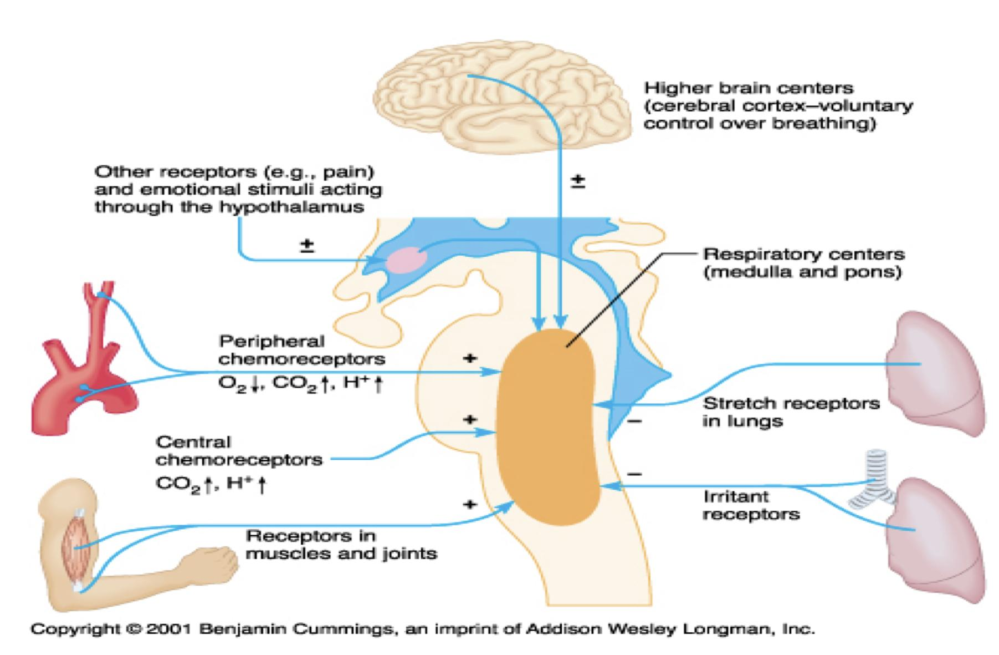 Higher brain centers
(cerebral cortex–voluntary
control over breathing)
Other receptors (e.g., pain)
and emotional stimuli acting
through the hypothalamus
±
±
Respiratory centers
(medulla and pons)
Peripheral
chemoreceptors
O₂↓, CO₂↑, H⁺↑
+
Stretch receptors
in lungs
–
Central
chemoreceptors
CO₂↑, H⁺↑
+
Irritant
receptors
–
Receptors in
muscles and joints
+
Copyright © 2001 Benjamin Cummings, an imprint of Addison Wesley Longman, Inc.